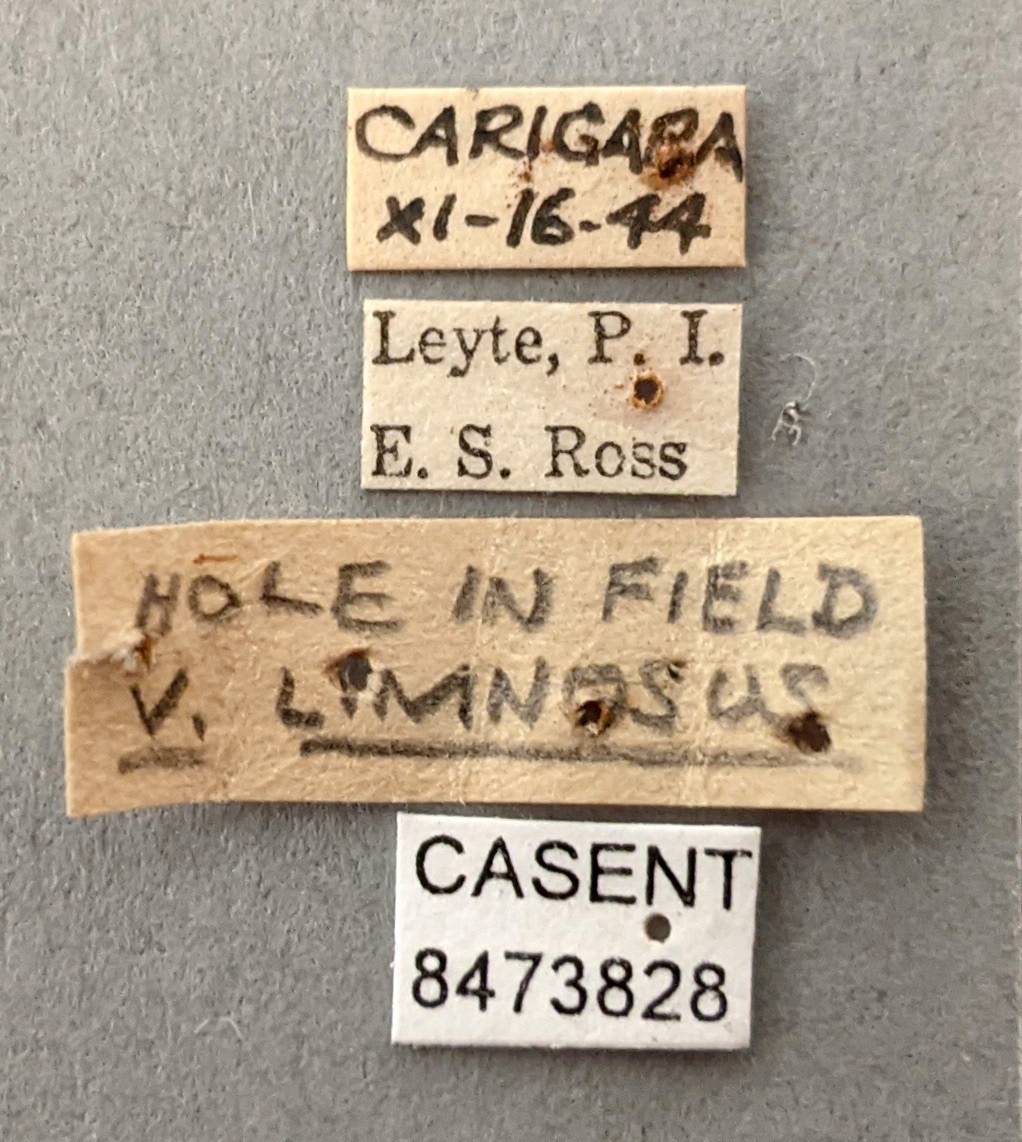 CARIGARA
XI-16-44
Leyte, P. I.
E. S. Ross
HOLE IN FIELD
V. LIMNOSUS
CASENT
8473828